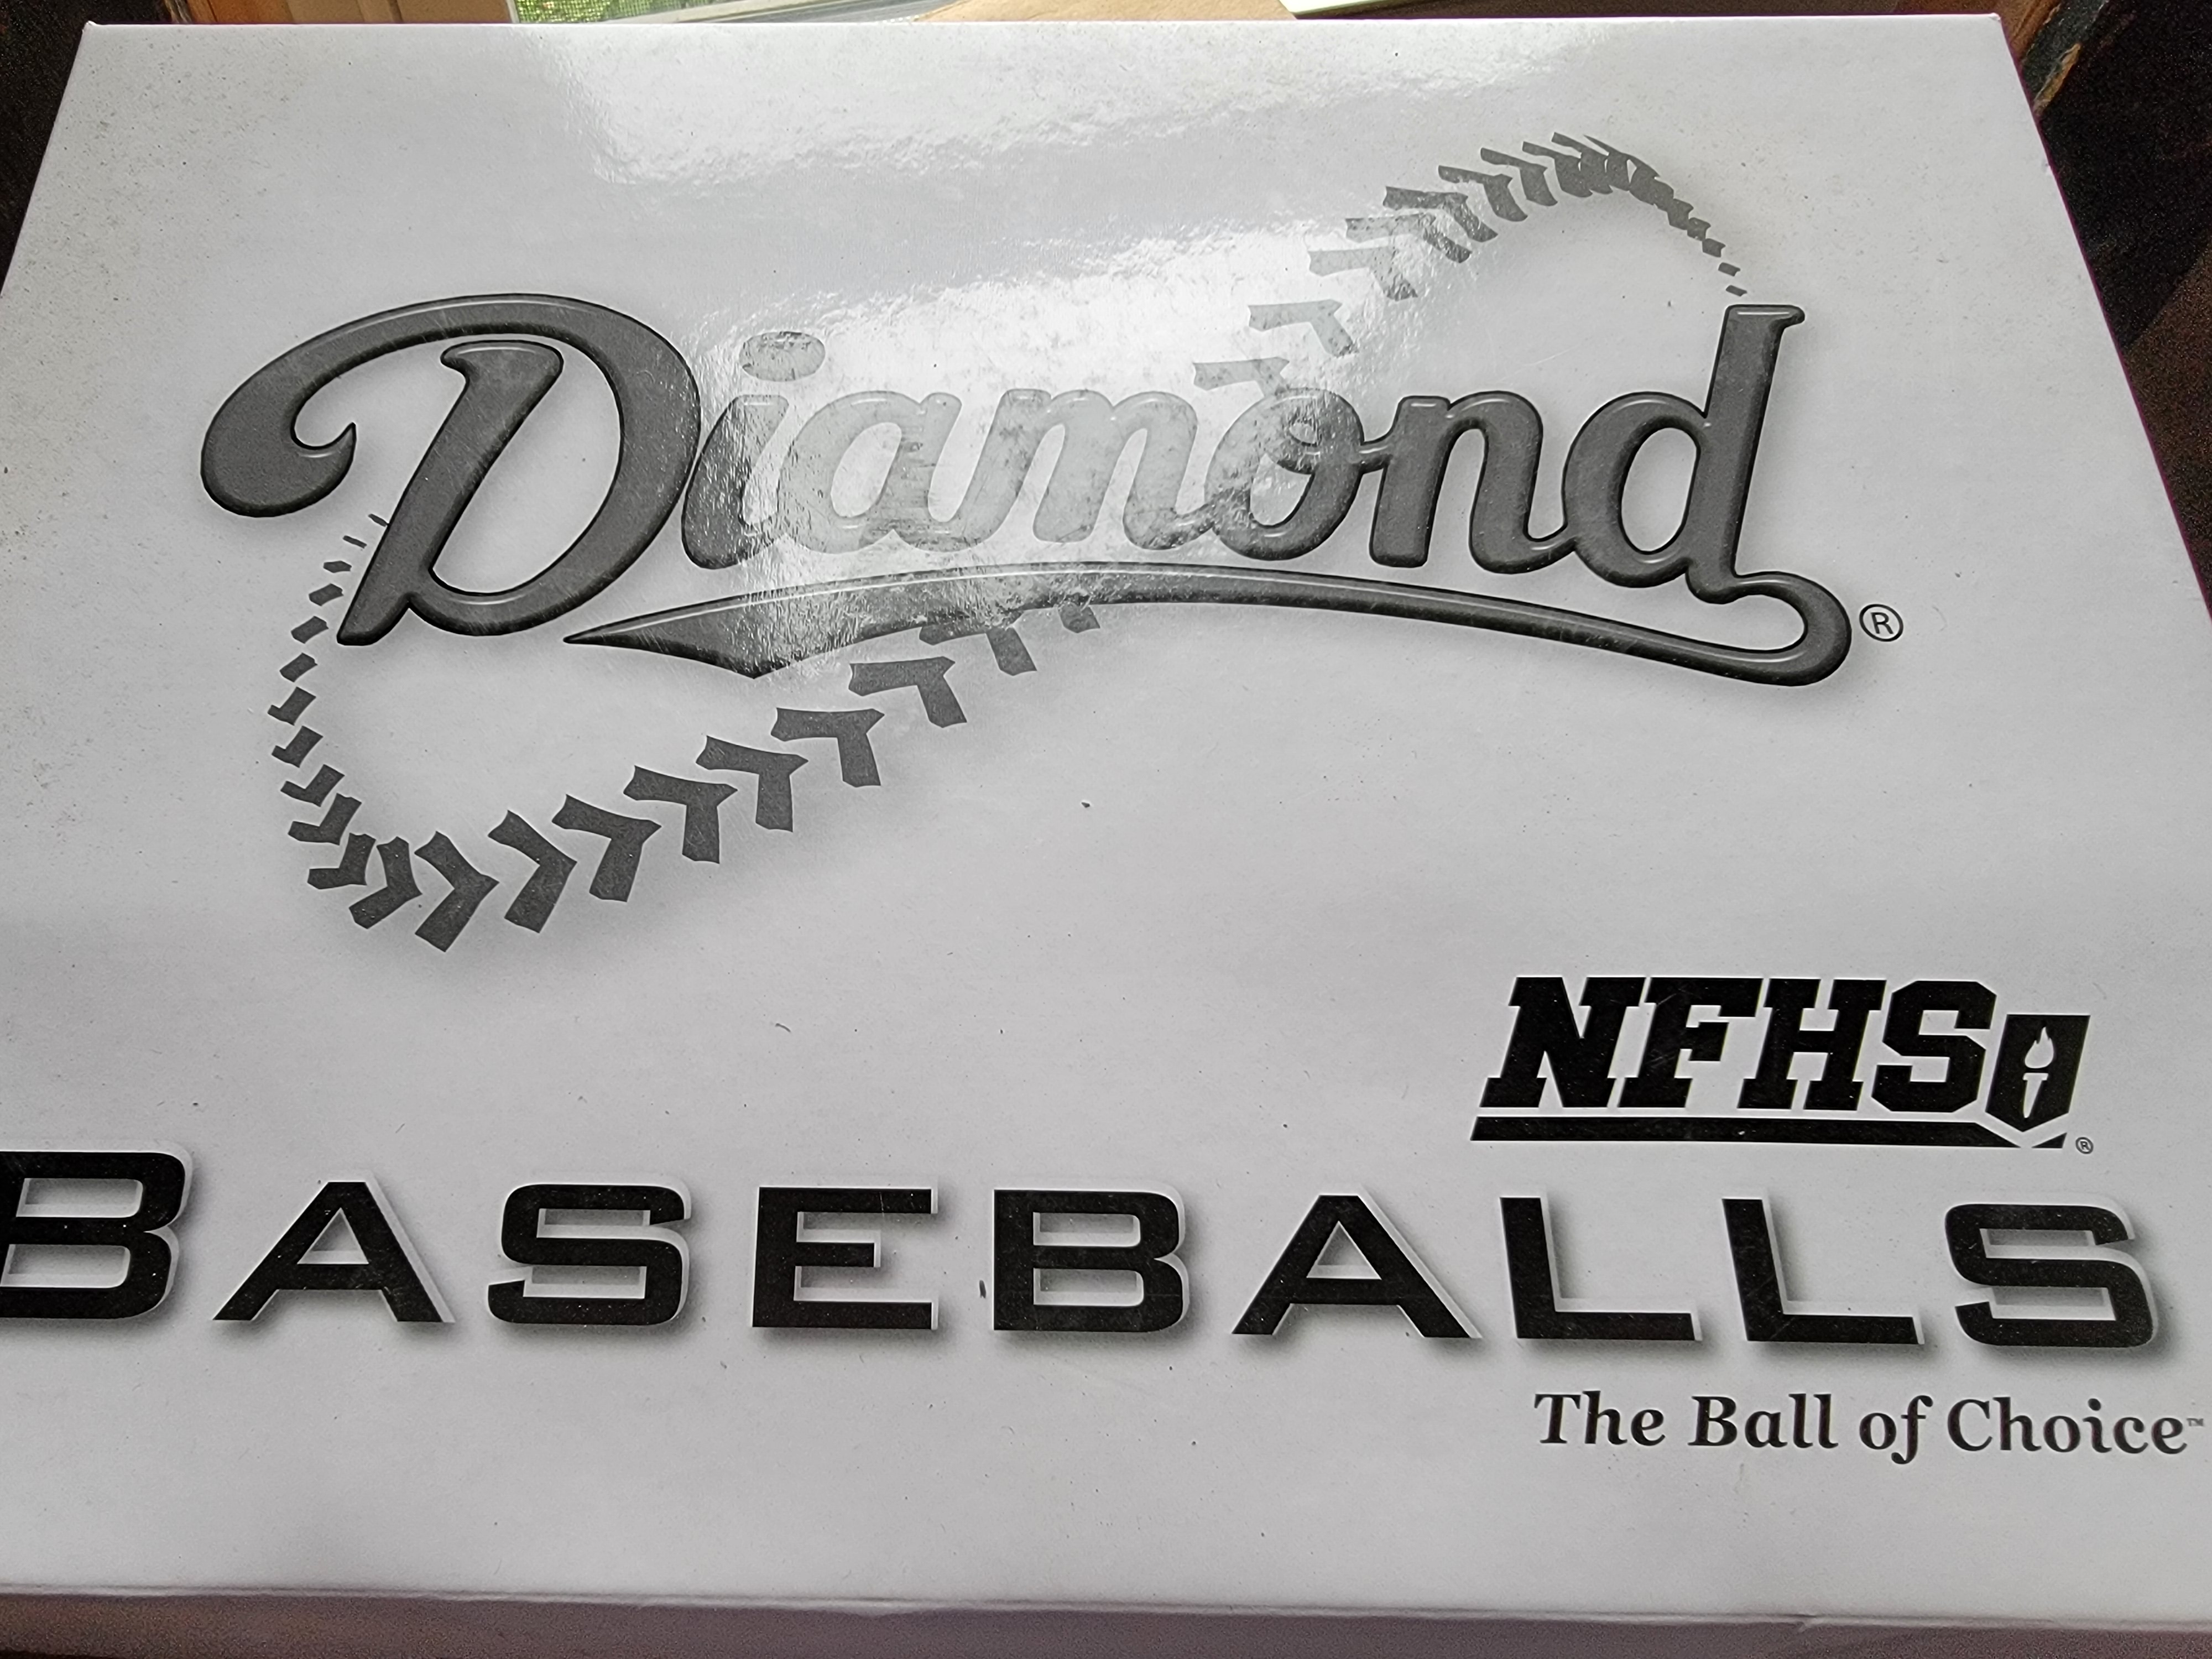 Diamond®
NFHS®
BASEBALLS
The Ball of Choice™